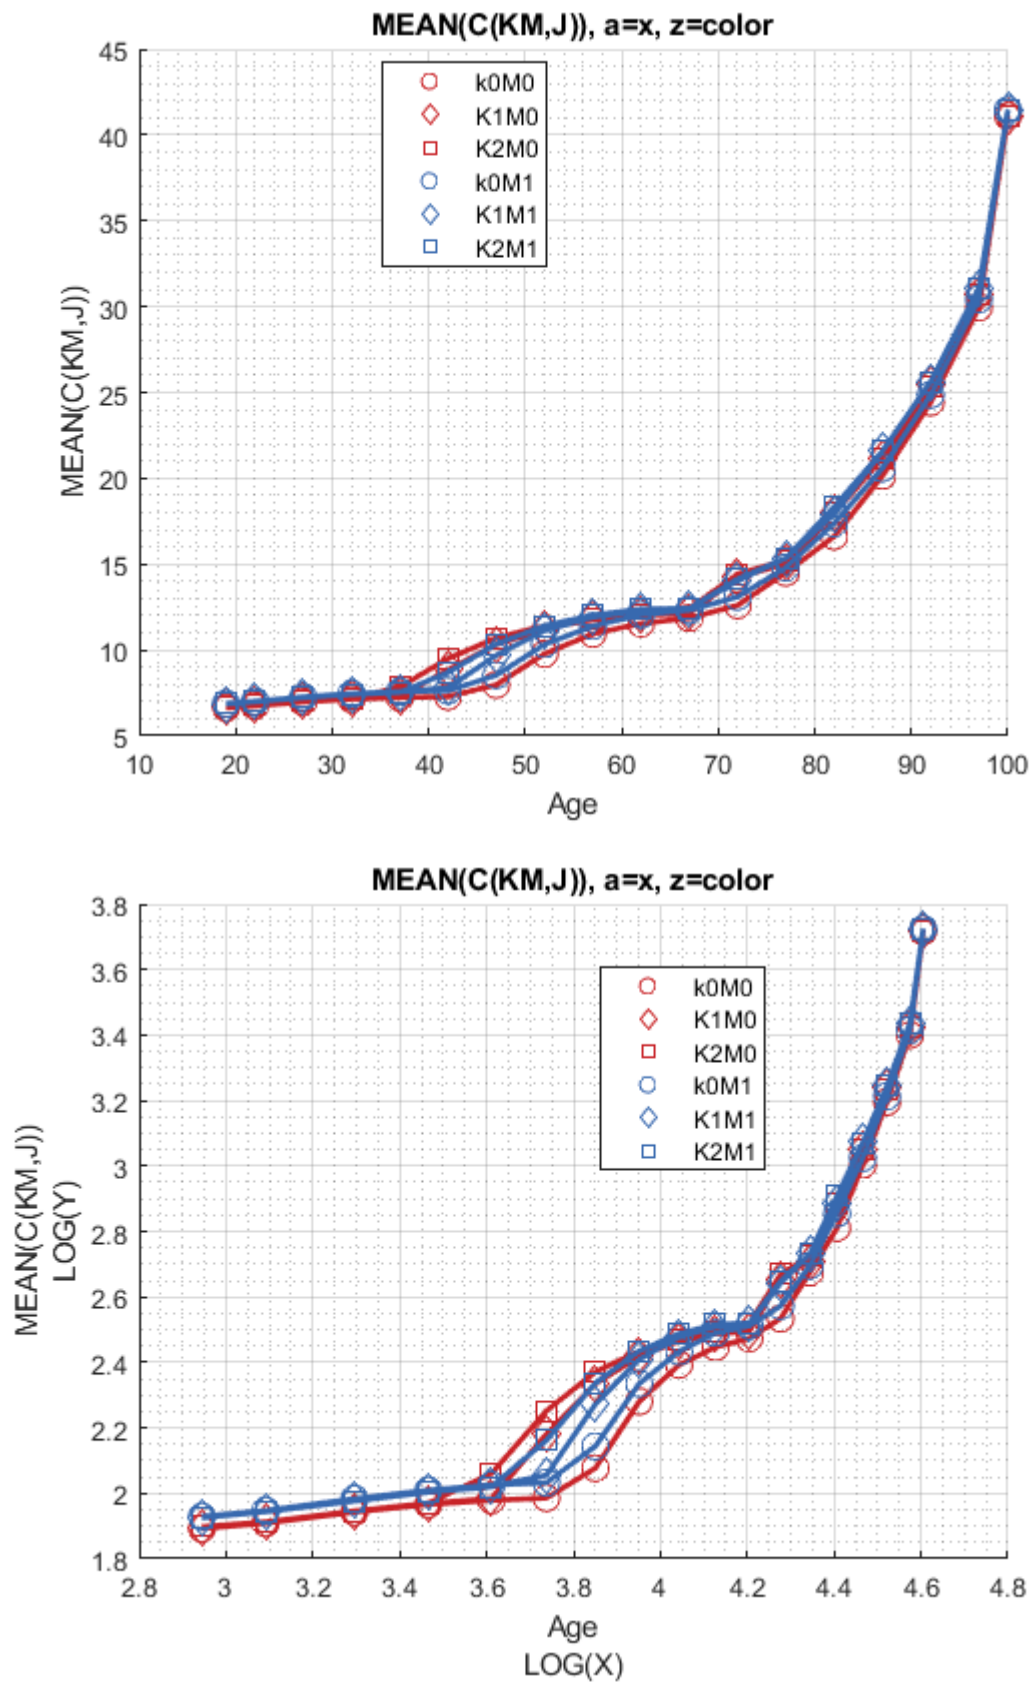 MEAN(C(KM,J)), a=x, z=color
45
40
35
30
25
20
15
10
5
MEAN(C(KM,J))
k0M0
K1M0
K2M0
k0M1
K1M1
K2M1
10 20 30 40 50 60 70 80 90 100
Age
MEAN(C(KM,J)), a=x, z=color
3.8
3.6
3.4
3.2
3
2.8
2.6
2.4
2.2
2
1.8
MEAN(C(KM,J))
LOG(Y)
k0M0
K1M0
K2M0
k0M1
K1M1
K2M1
2.8 3 3.2 3.4 3.6 3.8 4 4.2 4.4 4.6 4.8
Age
LOG(X)